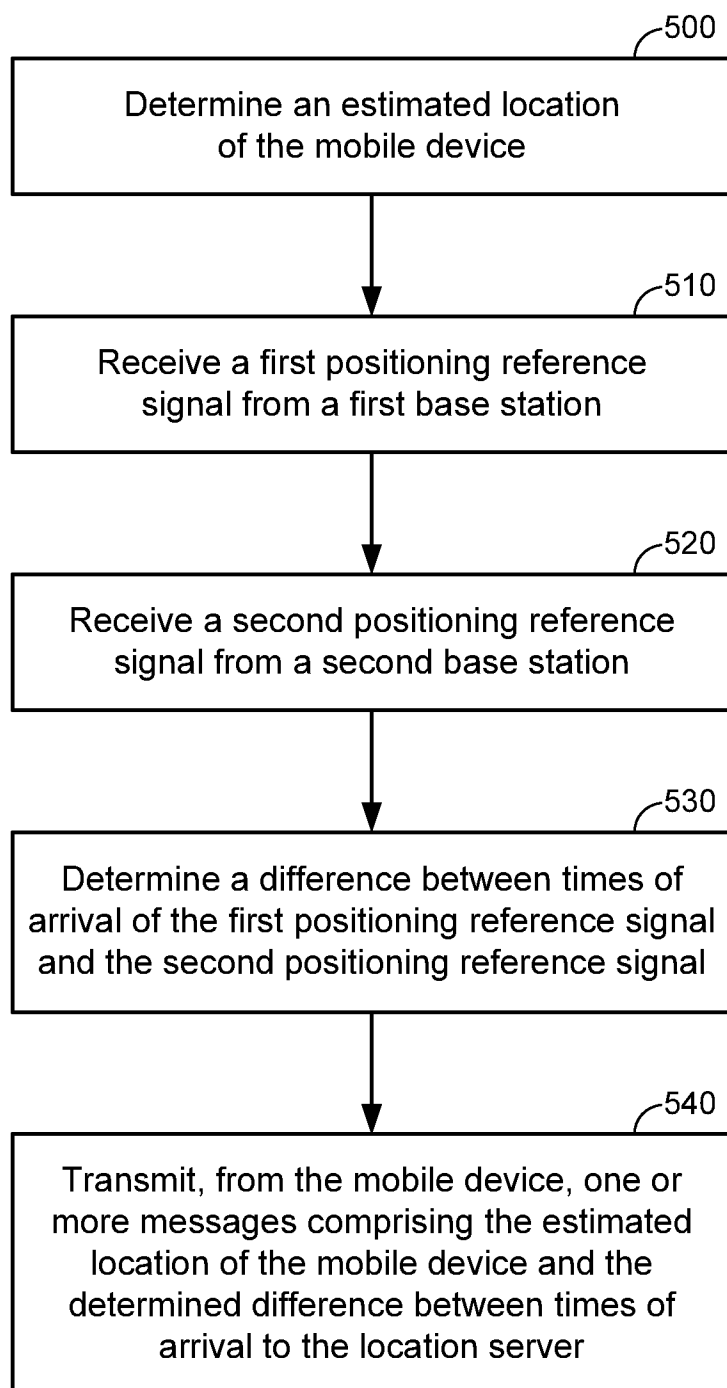 500
Determine an estimated location
of the mobile device
510
Receive a first positioning reference
signal from a first base station
520
Receive a second positioning reference
signal from a second base station
530
Determine a difference between times of
arrival of the first positioning reference signal
and the second positioning reference signal
540
Transmit, from the mobile device, one or
more messages comprising the estimated
location of the mobile device and the
determined difference between times of
arrival to the location server